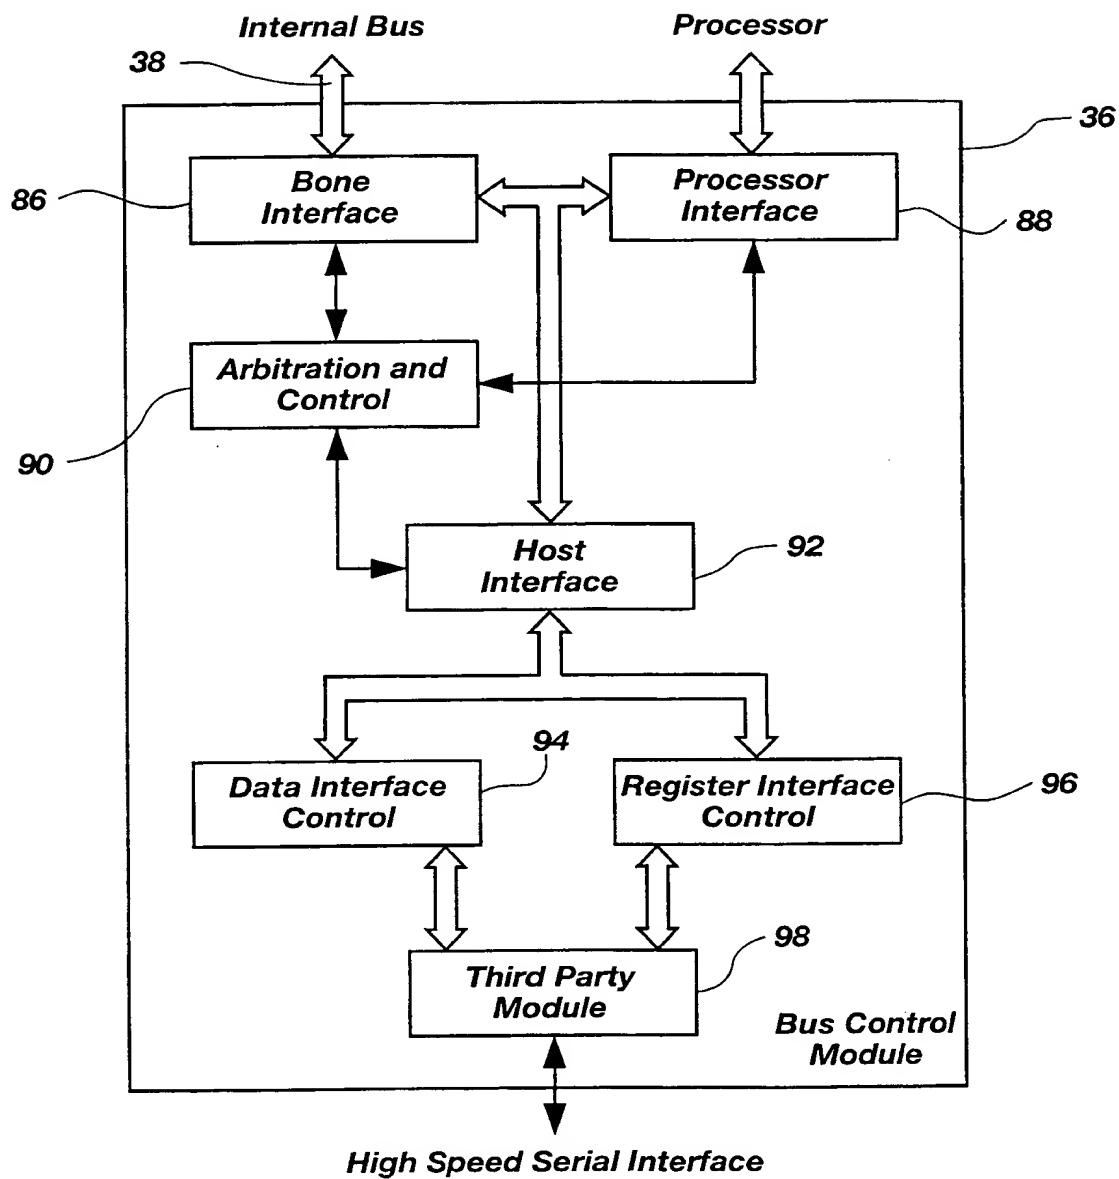 Internal Bus
Processor
38
36
Bone
Interface
Processor
Interface
86
88
Arbitration and
Control
90
Host
Interface
92
94
Data Interface
Control
Register Interface
Control
96
98
Third Party
Module
Bus Control
Module
High Speed Serial Interface